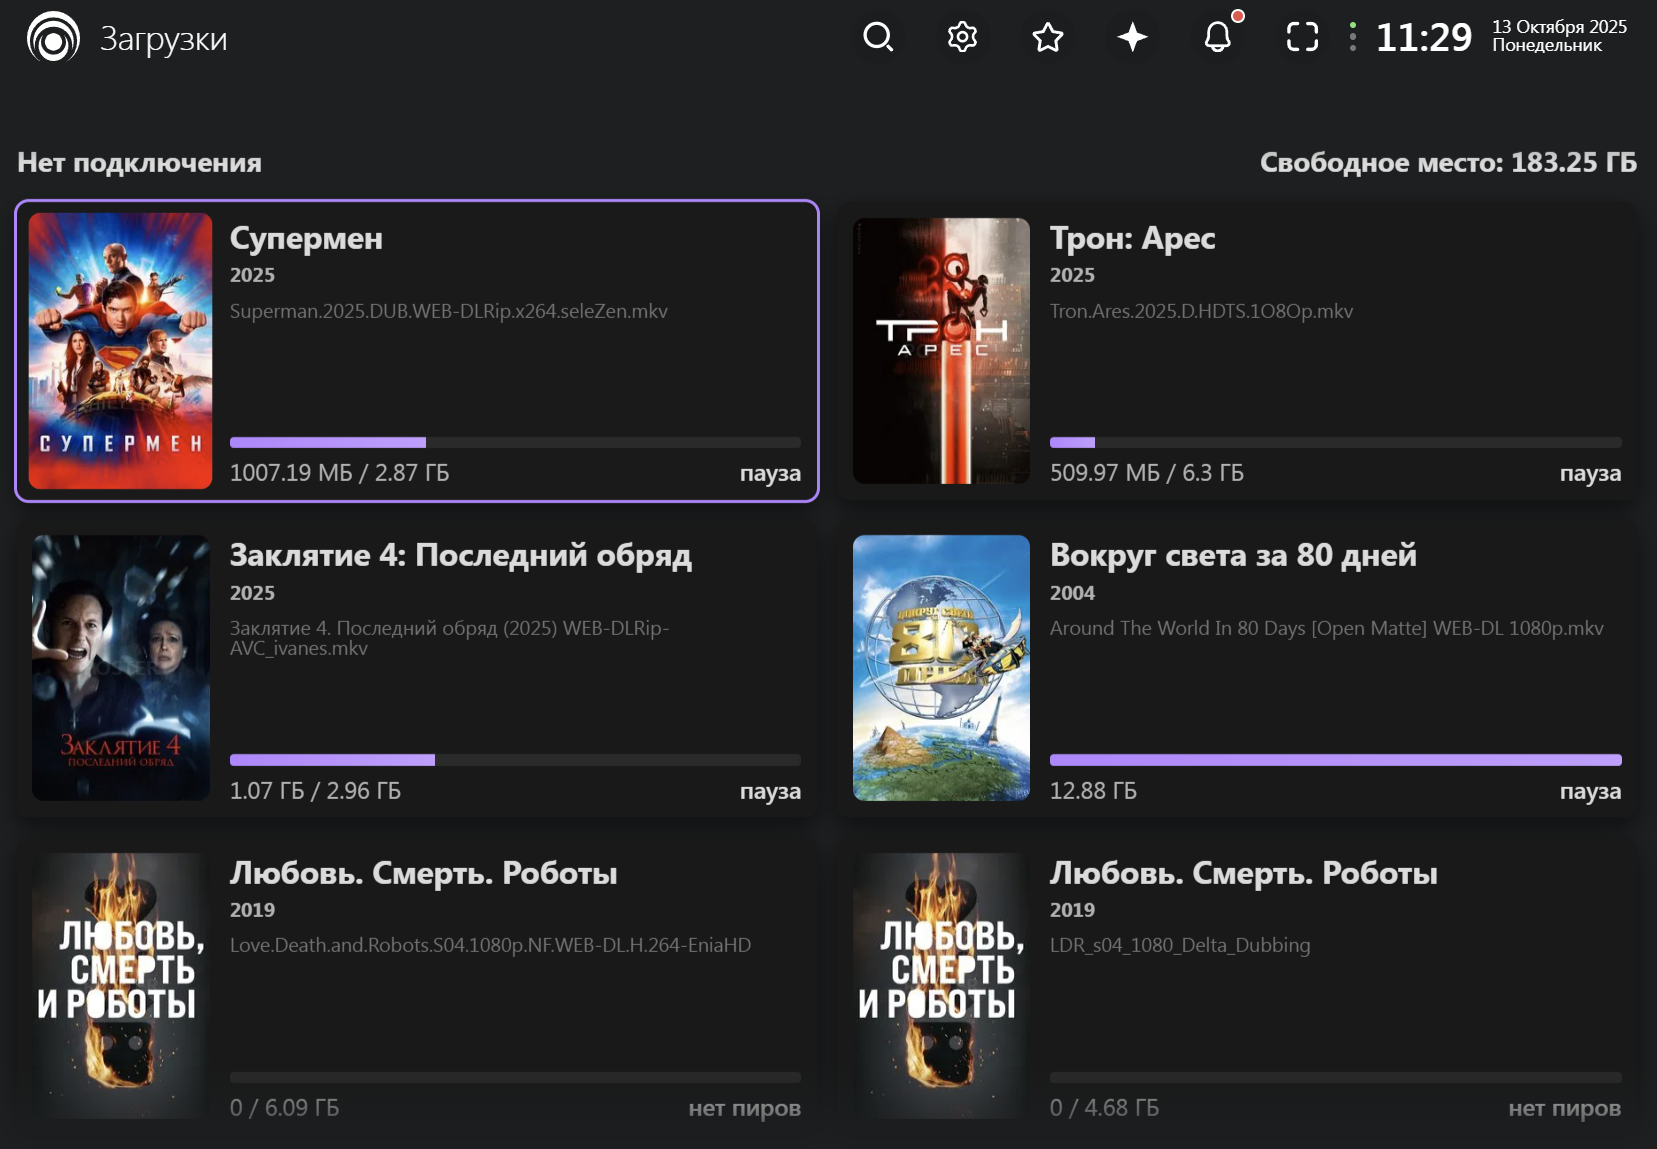 Загрузки
11:29
13 Октября 2025
Понедельник
Нет подключения
Свободное место: 183.25 ГБ
СУПЕРМЕН
Супермен
2025
Superman.2025.DUB.WEB-DLRip.x264.seleZen.mkv
1007.19 МБ / 2.87 ГБ
пауза
ТРОН
АРЕС
Трон: Арес
2025
Tron.Ares.2025.D.HDTS.1O8Op.mkv
509.97 МБ / 6.3 ГБ
пауза
ЗАКЛЯТИЕ 4
ПОСЛЕДНИЙ ОБРЯД
Заклятие 4: Последний обряд
2025
Заклятие 4. Последний обряд (2025) WEB-DLRip-
AVC_ivanes.mkv
1.07 ГБ / 2.96 ГБ
пауза
ВОКРУГ СВЕТА
80
ДНЕЙ
Вокруг света за 80 дней
2004
Around The World In 80 Days [Open Matte] WEB-DL 1080p.mkv
12.88 ГБ
пауза
ЛЮБОВЬ,
СМЕРТЬ
И РОБОТЫ
Любовь. Смерть. Роботы
2019
Love.Death.and.Robots.S04.1080p.NF.WEB-DL.H.264-EniaHD
0 / 6.09 ГБ
нет пиров
ЛЮБОВЬ,
СМЕРТЬ
И РОБОТЫ
Любовь. Смерть. Роботы
2019
LDR_s04_1080_Delta_Dubbing
0 / 4.68 ГБ
нет пиров